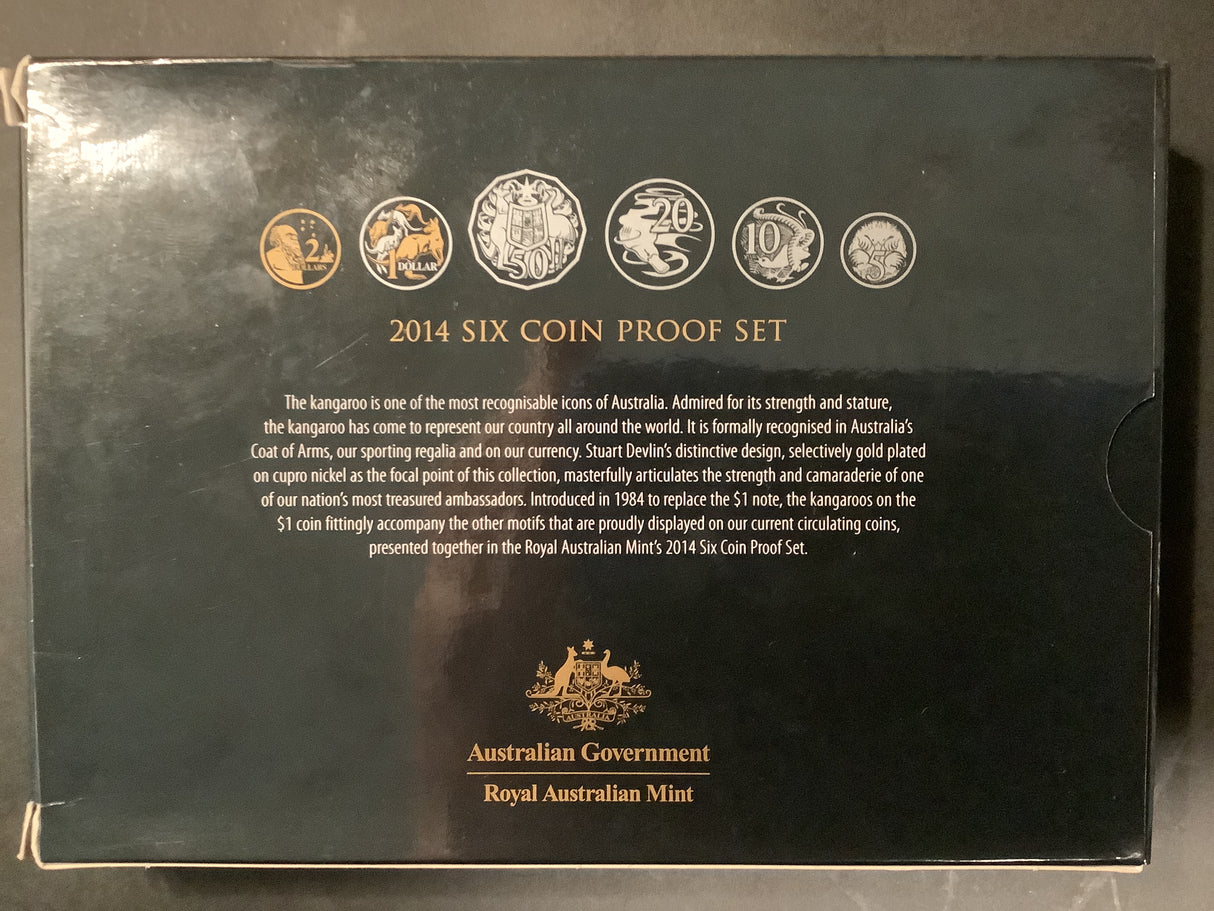 2 DOLLARS
1 DOLLAR
50
20
10
5
2014 SIX COIN PROOF SET
The kangaroo is one of the most recognisable icons of Australia. Admired for its strength and stature,
the kangaroo has come to represent our country all around the world. It is formally recognised in Australia's
Coat of Arms, our sporting regalia and on our currency. Stuart Devlin's distinctive design, selectively gold plated
on cupro nickel as the focal point of this collection, masterfully articulates the strength and camaraderie of one
of our nation's most treasured ambassadors. Introduced in 1984 to replace the $1 note, the kangaroos on the
$1 coin fittingly accompany the other motifs that are proudly displayed on our current circulating coins,
presented together in the Royal Australian Mint's 2014 Six Coin Proof Set.
AUSTRALIA
Australian Government
Royal Australian Mint